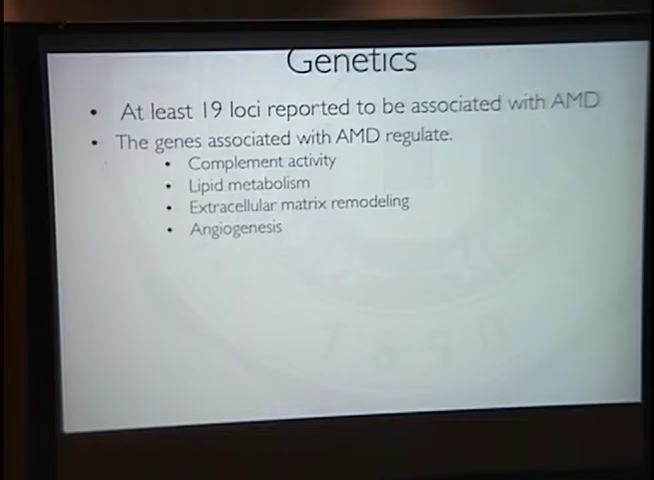 Genetics
• At least 19 loci reported to be associated with AMD
• The genes associated with AMD regulate.
• Complement activity
• Lipid metabolism
• Extracellular matrix remodeling
• Angiogenesis